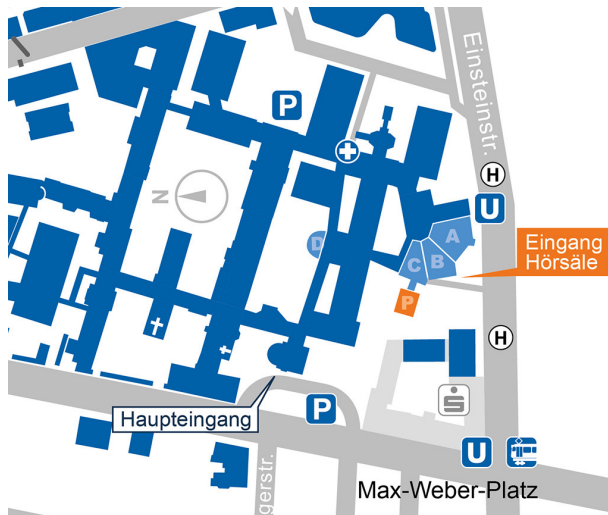 Einsteinstr.
P
H
N
U
A
D
B
C
Eingang
Hörsäle
P
H
S
Haupteingang
P
gerstr.
U
Max-Weber-Platz